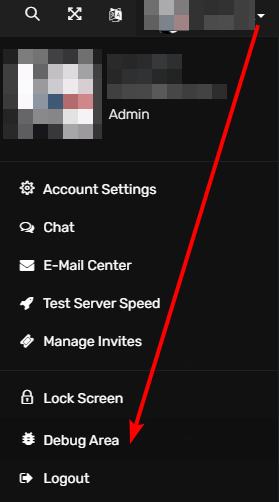 Admin
Account Settings
Chat
E-Mail Center
Test Server Speed
Manage Invites
Lock Screen
Debug Area
Logout